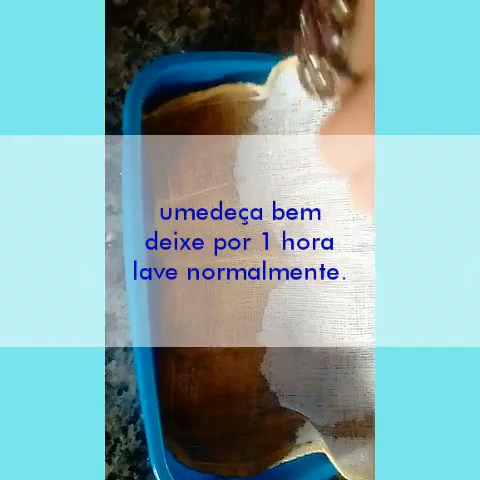 umedeça bem
deixe por 1 hora
lave normalmente.